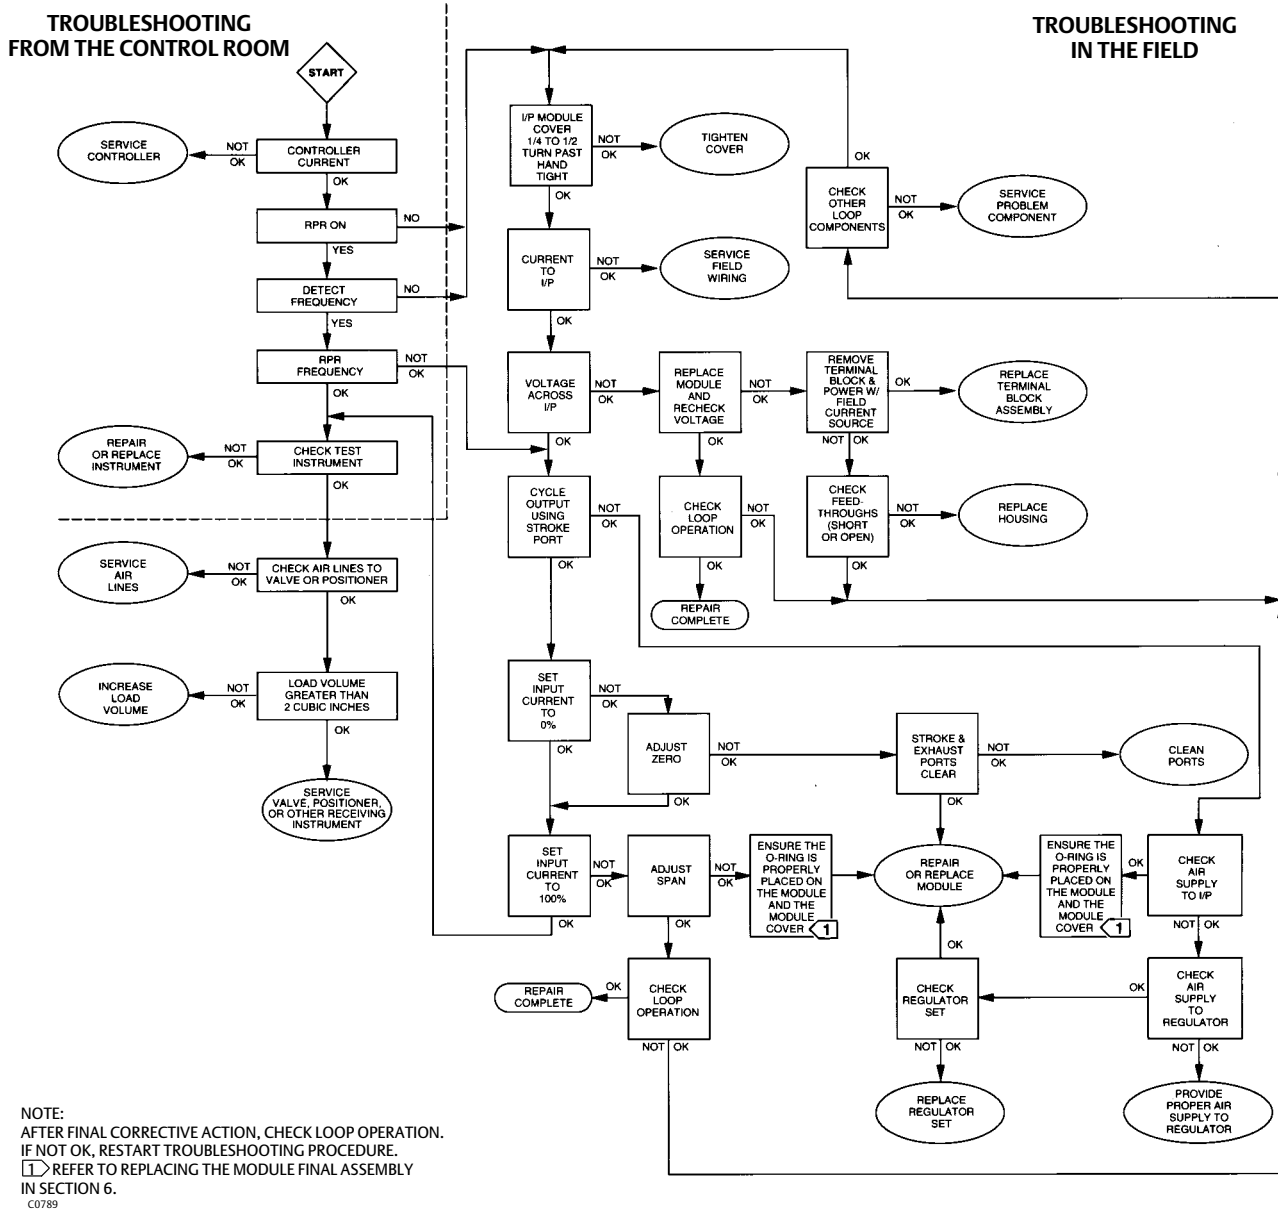 TROUBLESHOOTING
FROM THE CONTROL ROOM
TROUBLESHOOTING
IN THE FIELD
START
SERVICE
CONTROLLER
NOT
OK
CONTROLLER
CURRENT
OK
RPR ON
NO
YES
DETECT
FREQUENCY
NO
YES
RPR
FREQUENCY
NOT
OK
OK
REPAIR
OR REPLACE
INSTRUMENT
NOT
OK
CHECK TEST
INSTRUMENT
OK
SERVICE
AIR
LINES
NOT
OK
CHECK AIR LINES TO
VALVE OR POSITIONER
OK
INCREASE
LOAD
VOLUME
NOT
OK
LOAD VOLUME
GREATER THAN
2 CUBIC INCHES
OK
SERVICE
VALVE, POSITIONER,
OR OTHER RECEIVING
INSTRUMENT
I/P MODULE
COVER
1/4 TO 1/2
TURN PAST
HAND
TIGHT
NOT
OK
TIGHTEN
COVER
OK
CURRENT
TO
I/P
NOT
OK
SERVICE
FIELD
WIRING
OK
OK
CHECK
OTHER
LOOP
COMPONENTS
NOT
OK
SERVICE
PROBLEM
COMPONENT
VOLTAGE
ACROSS
I/P
NOT
OK
REPLACE
MODULE
AND
RECHECK
VOLTAGE
NOT
OK
REMOVE
TERMINAL
BLOCK &
POWER W/
FIELD
CURRENT
SOURCE
OK
REPLACE
TERMINAL
BLOCK
ASSEMBLY
OK
OK
NOT OK
CYCLE
OUTPUT
USING
STROKE
PORT
NOT
OK
CHECK
LOOP
OPERATION
NOT
OK
CHECK
FEED-
THROUGHS
(SHORT
OR OPEN)
NOT
OK
REPLACE
HOUSING
OK
OK
REPAIR
COMPLETE
SET
INPUT
CURRENT
TO
0%
NOT
OK
OK
ADJUST
ZERO
NOT
OK
OK
STROKE &
EXHAUST
PORTS
CLEAR
NOT
OK
CLEAN
PORTS
OK
SET
INPUT
CURRENT
TO
100%
NOT
OK
OK
ADJUST
SPAN
NOT
OK
OK
ENSURE THE
O-RING IS
PROPERLY
PLACED ON
THE MODULE
AND THE
MODULE
COVER 1
REPAIR
OR REPLACE
MODULE
ENSURE THE
O-RING IS
PROPERLY
PLACED ON
THE MODULE
AND THE
MODULE
COVER 1
OK
CHECK
AIR
SUPPLY
TO I/P
NOT OK
REPAIR
COMPLETE
OK
CHECK
LOOP
OPERATION
NOT OK
OK
CHECK
REGULATOR
SET
NOT OK
OK
CHECK
AIR
SUPPLY
TO
REGULATOR
NOT OK
REPLACE
REGULATOR
SET
PROVIDE
PROPER AIR
SUPPLY TO
REGULATOR
NOTE:
AFTER FINAL CORRECTIVE ACTION, CHECK LOOP OPERATION.
IF NOT OK, RESTART TROUBLESHOOTING PROCEDURE.
1 REFER TO REPLACING THE MODULE FINAL ASSEMBLY
IN SECTION 6.
C0789